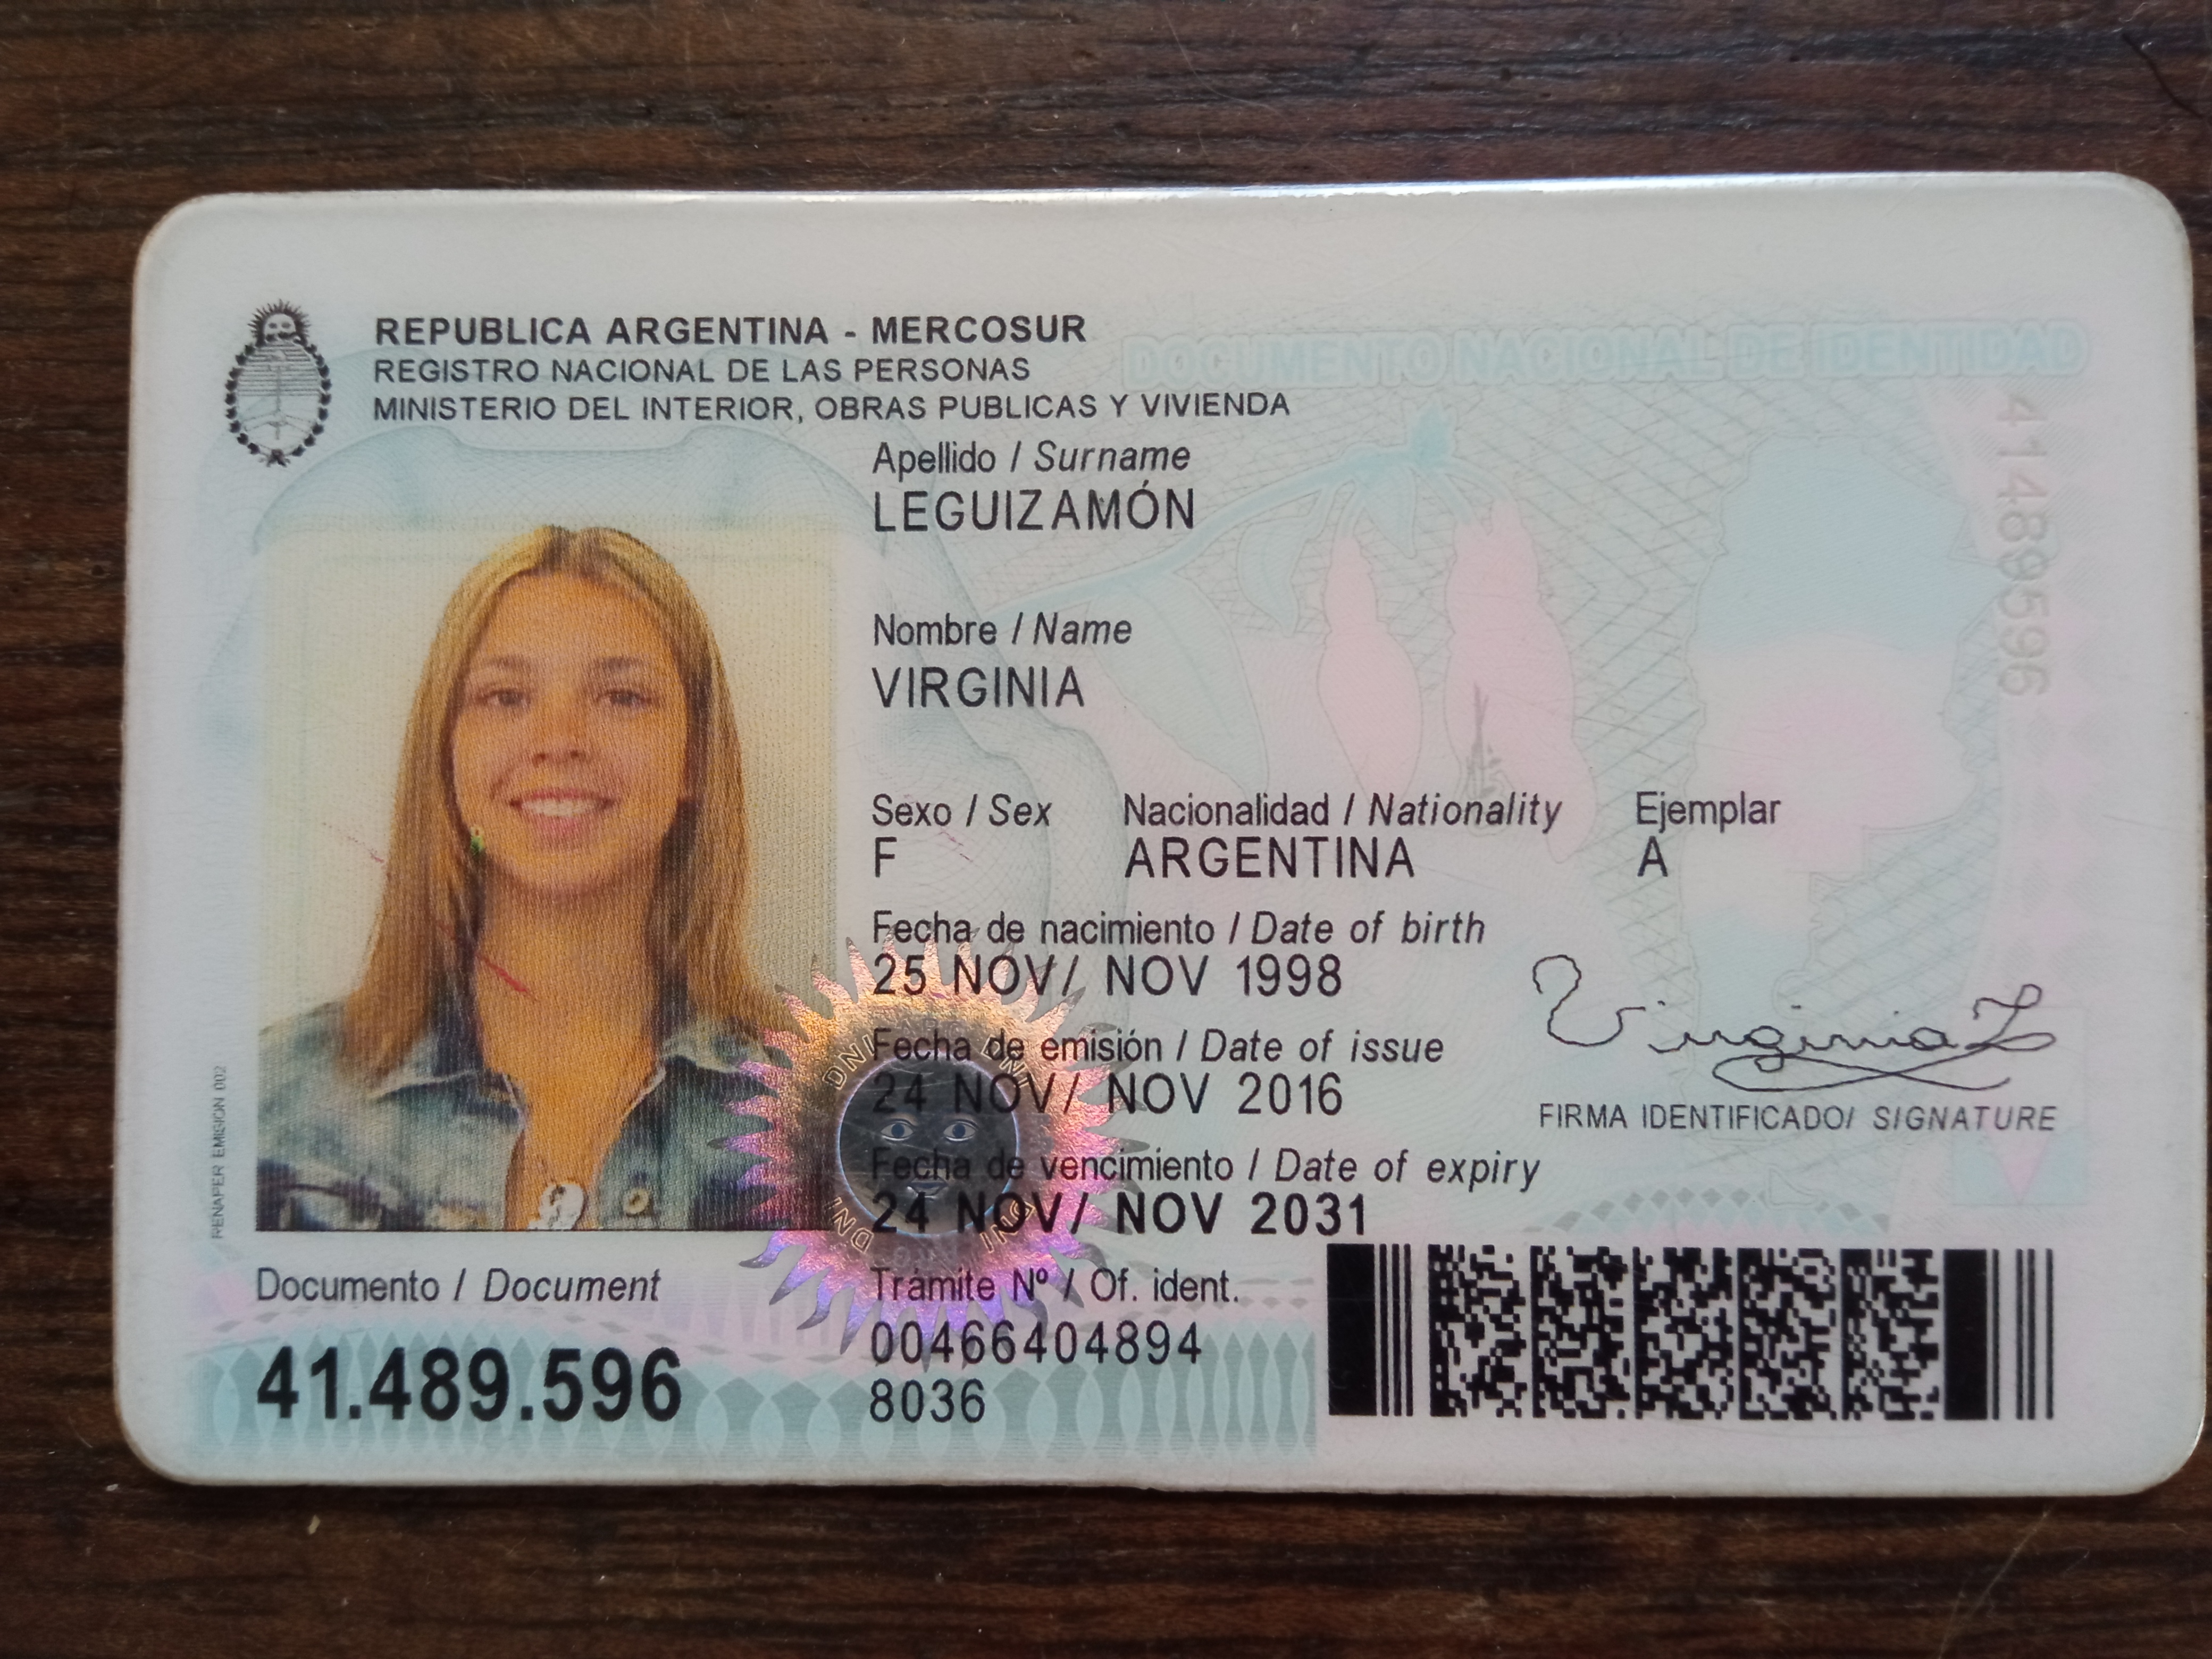 REPUBLICA ARGENTINA - MERCOSUR
REGISTRO NACIONAL DE LAS PERSONAS
MINISTERIO DEL INTERIOR, OBRAS PUBLICAS Y VIVIENDA
DOCUMENTO NACIONAL DE IDENTIDAD
41489596
Apellido / Surname
LEGUIZAMÓN
Nombre / Name
VIRGINIA
Sexo / Sex Nacionalidad / Nationality Ejemplar
F ARGENTINA A
Fecha de nacimiento / Date of birth
25 NOV/ NOV 1998
Fecha de emisión / Date of issue
24 NOV/ NOV 2016
Virginia L
FIRMA IDENTIFICADO/ SIGNATURE
Fecha de vencimiento / Date of expiry
24 NOV/ NOV 2031
DNI DNI DNI DNI
RENAPER EMISION 002
Documento / Document
41.489.596
Trámite Nº / Of. ident.
00466404894
8036